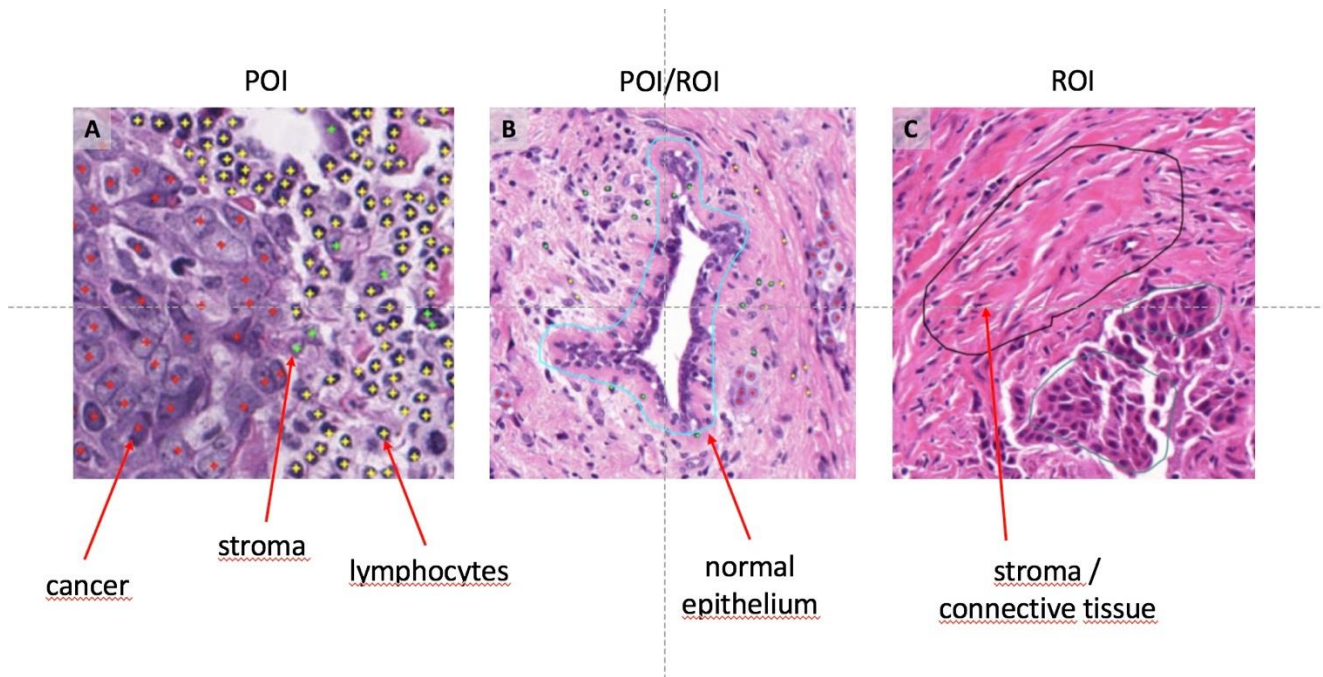 POI
POI/ROI
ROI
A
B
C
cancer
stroma
lymphocytes
normal
epithelium
stroma /
connective tissue